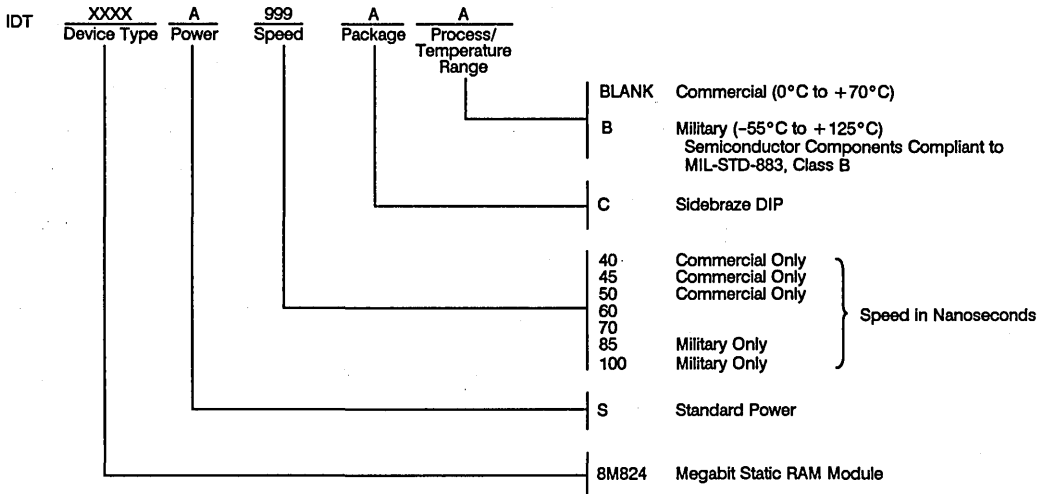 IDT XXXX A 999 A A
Device Type Power Speed Package Process/
Temperature
Range
BLANK Commercial (0°C to +70°C)
B Military (–55°C to +125°C)
Semiconductor Components Compliant to
MIL-STD-883, Class B
C Sidebraze DIP
40 Commercial Only
45 Commercial Only
50 Commercial Only
60
70
85 Military Only
100 Military Only
Speed in Nanoseconds
S Standard Power
8M824 Megabit Static RAM Module